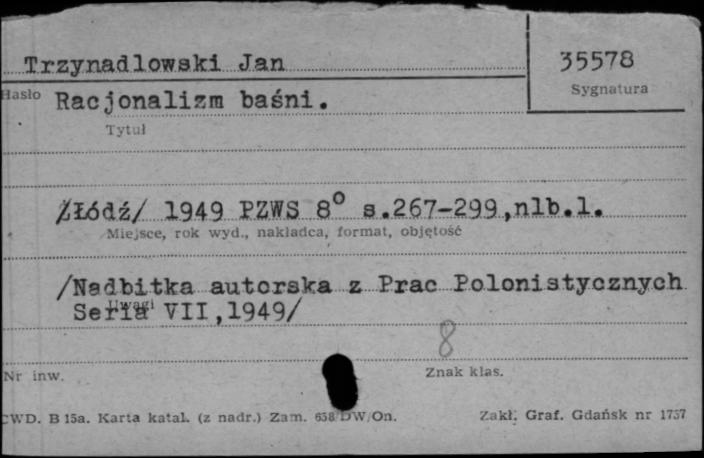 Trzynadlowski Jan
35578
Sygnatura
Hasło Racjonalizm baśni.
Tytuł
/Łódź/ 1949 PZWS 8° s.267-299,nlb.1.
Miejsce, rok wyd., nakładca, format, objętość
/Nadbitka autorska z Prac Polonistycznych
Seria VII,1949/
Uwagi
8
Nr inw.
Znak klas.
CWD. B 15a. Karta katal. (z nadr.) Zam. 658/DW/On.
Zakł. Graf. Gdańsk nr 1757